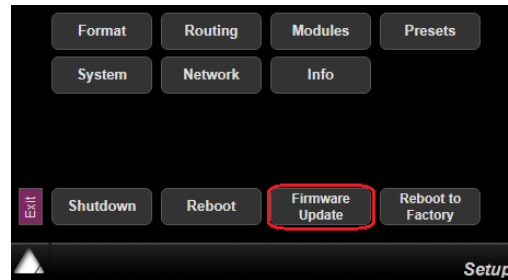 Format Routing Modules Presets
System Network Info
Exit Shutdown Reboot Firmware Update Reboot to Factory
Setup